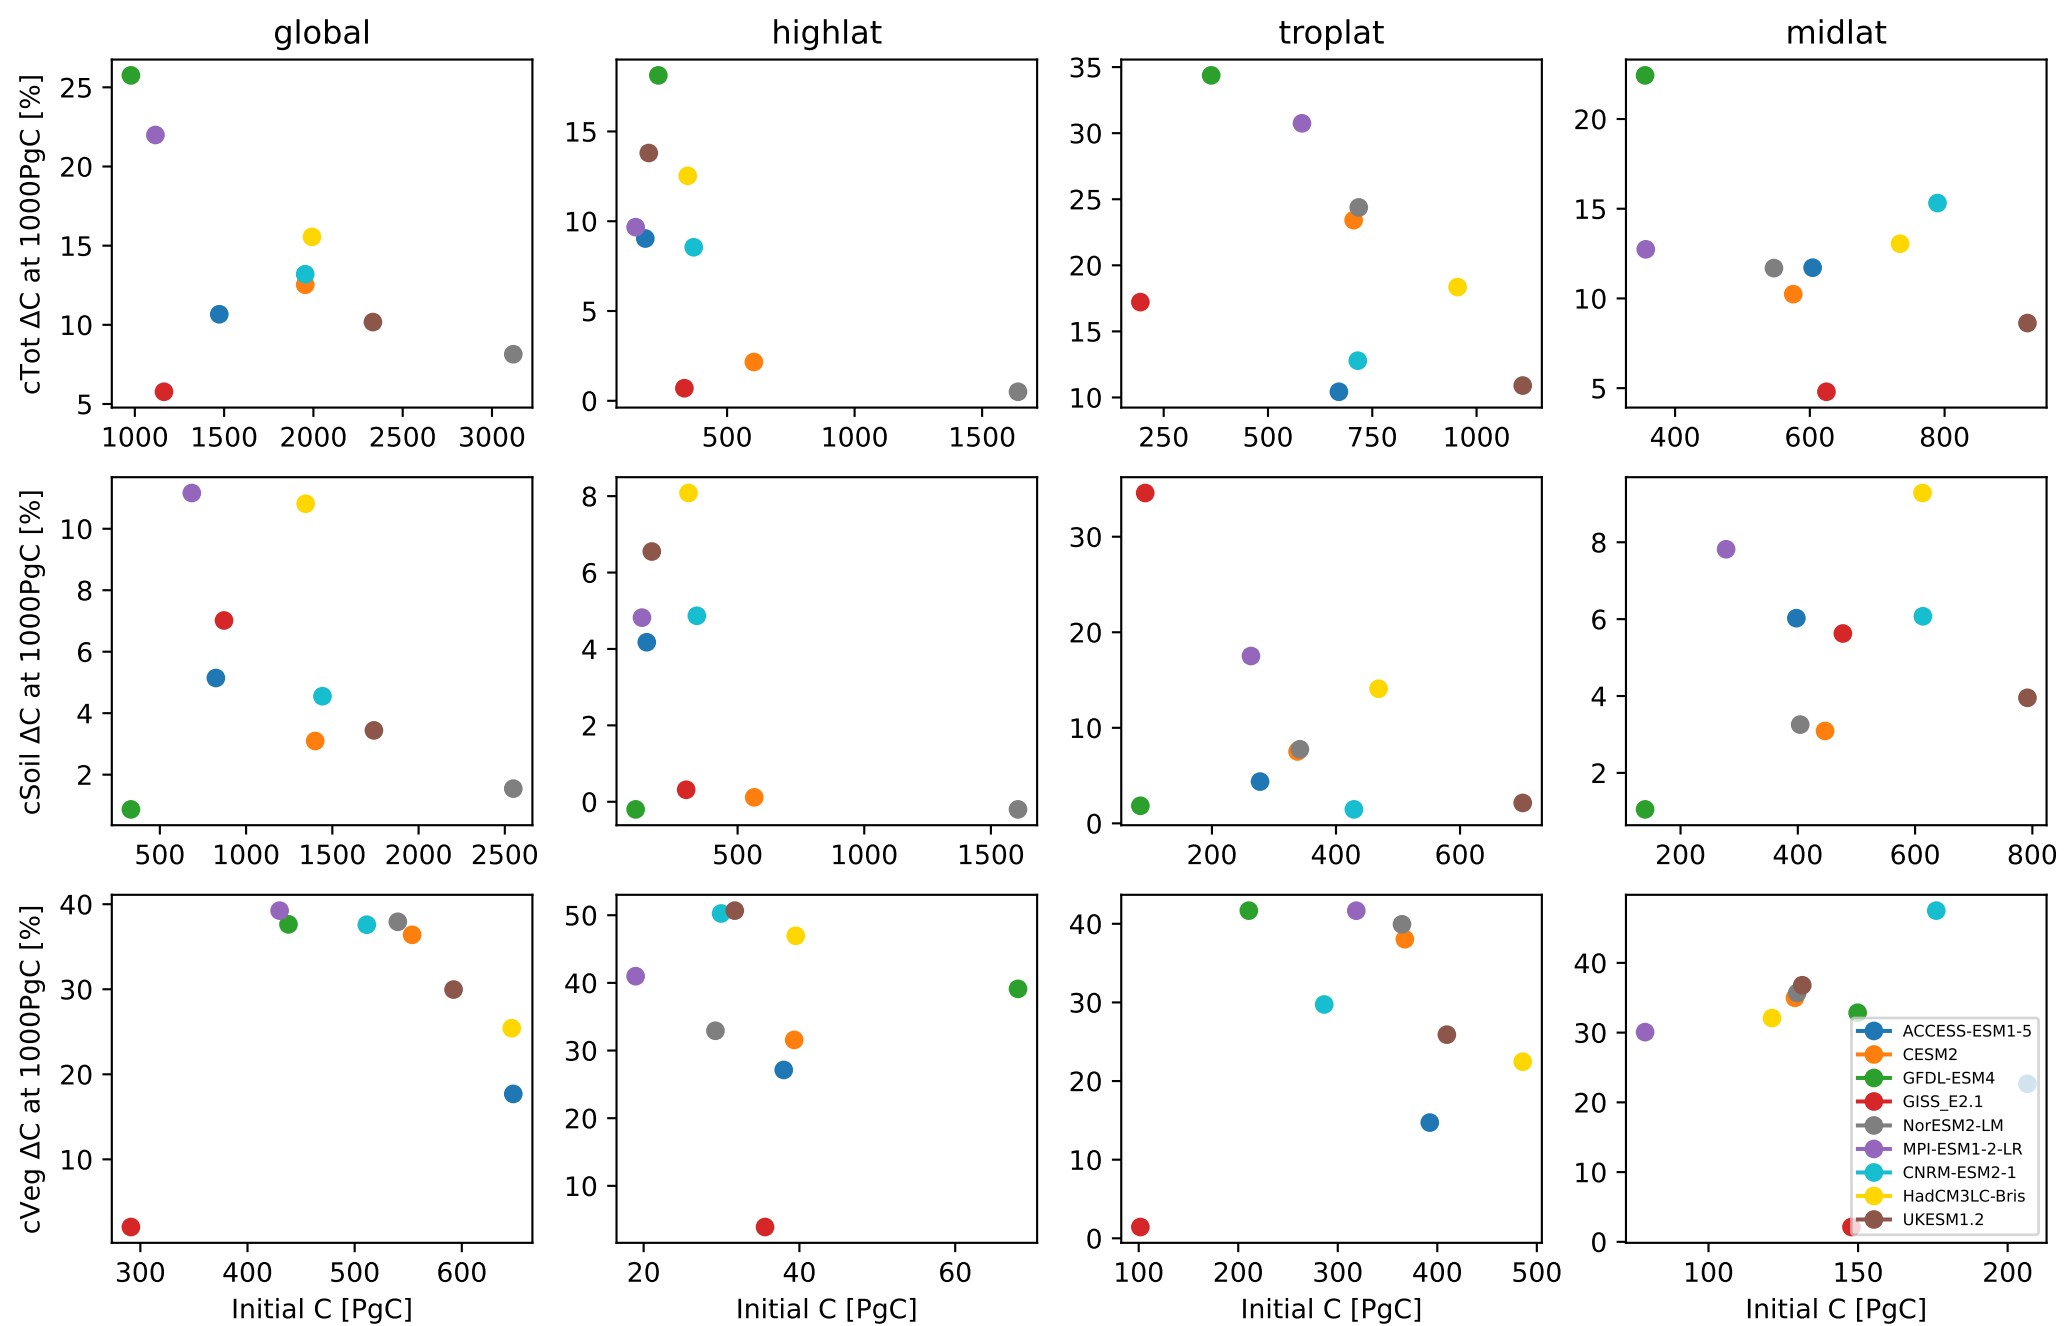 global highlat troplat midlat
cTot ΔC at 1000PgC [%]
25 20 15 10 5
1000 1500 2000 2500 3000
15 10 5 0
500 1000 1500
35 30 25 20 15 10
250 500 750 1000
20 15 10 5
400 600 800
cSoil ΔC at 1000PgC [%]
10 8 6 4 2
500 1000 1500 2000 2500
8 6 4 2 0
500 1000 1500
30 20 10 0
200 400 600
8 6 4 2
200 400 600 800
cVeg ΔC at 1000PgC [%]
40 30 20 10
300 400 500 600
Initial C [PgC]
50 40 30 20 10
20 40 60
Initial C [PgC]
40 30 20 10 0
100 200 300 400 500
Initial C [PgC]
40 30 20 10 0
100 150 200
Initial C [PgC]
ACCESS-ESM1-5
CESM2
GFDL-ESM4
GISS_E2.1
NorESM2-LM
MPI-ESM1-2-LR
CNRM-ESM2-1
HadCM3LC-Bris
UKESM1.2